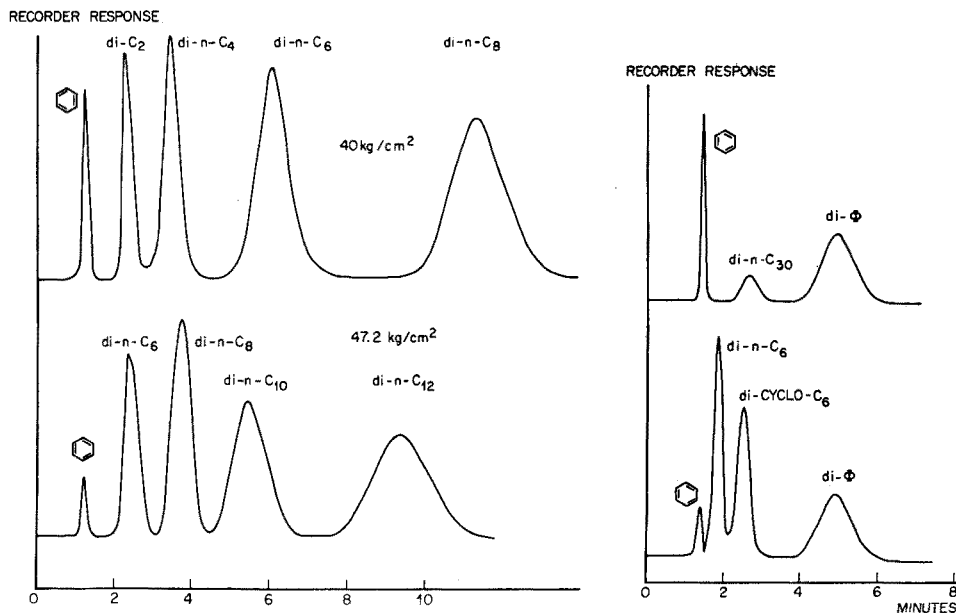 RECORDER RESPONSE
di-C2 di-n-C4 di-n-C6 di-n-C8
40 kg/cm2
di-n-C6 di-n-C8 47.2 kg/cm2
di-n-C10 di-n-C12
0 2 4 6 8 10
RECORDER RESPONSE
di-Φ
di-n-C30
di-n-C6
di-CYCLO-C6
di-Φ
0 2 4 6 8
MINUTES